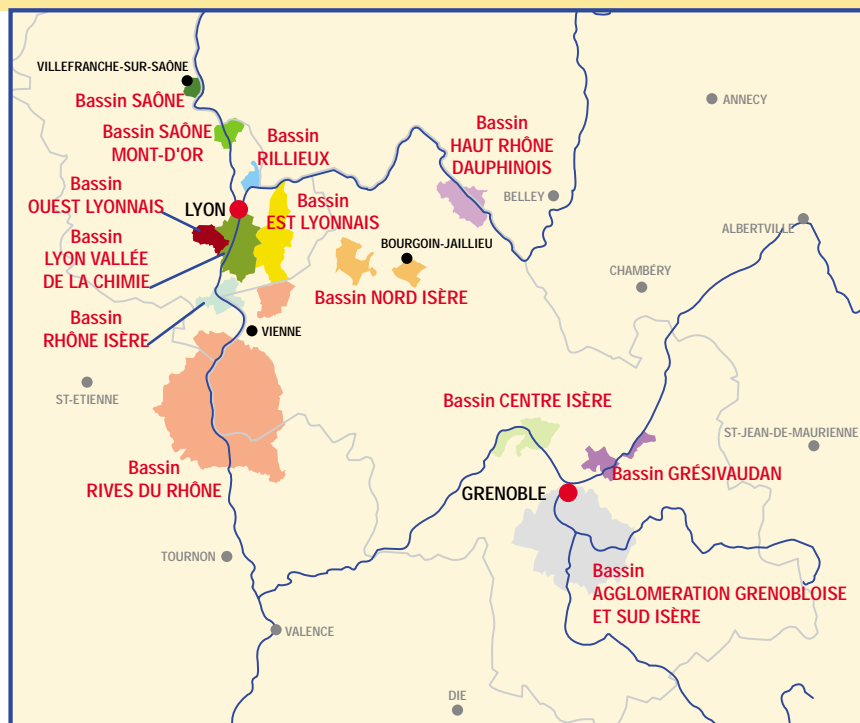 VILLEFRANCHE-SUR-SAÔNE
Bassin SAÔNE
ANNECY
Bassin SAÔNE
MONT-D'OR
Bassin
RILLIEUX
Bassin
HAUT RHÔNE
DAUPHINOIS
Bassin
OUEST LYONNAIS
LYON
Bassin
EST LYONNAIS
BELLEY
ALBERTVILLE
Bassin
LYON VALLÉE
DE LA CHIMIE
BOURGOIN-JAILLIEU
CHAMBÉRY
Bassin NORD ISÈRE
Bassin
RHÔNE ISÈRE
VIENNE
ST-ETIENNE
Bassin CENTRE ISÈRE
ST-JEAN-DE-MAURIENNE
Bassin
RIVES DU RHÔNE
Bassin GRÉSIVAUDAN
GRENOBLE
TOURNON
Bassin
AGGLOMERATION GRENOBLOISE
ET SUD ISÈRE
VALENCE
DIE